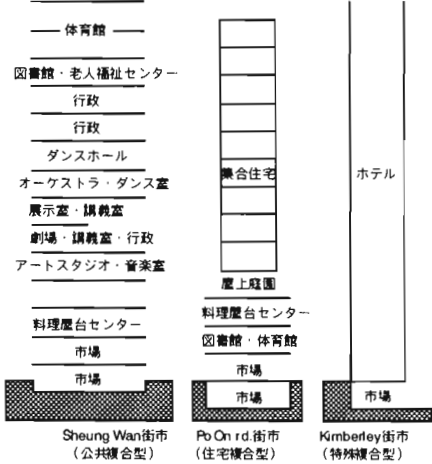 体育館
図書館・老人福祉センター
行政
行政
ダンスホール
オーケストラ・ダンス室
展示室・講義室
劇場・講義室・行政
アートスタジオ・音楽室
料理屋台センター
市場
市場
Sheung Wan街市
(公共複合型)
集合住宅
屋上庭園
料理屋台センター
図書館・体育館
市場
市場
Po On rd.街市
(住宅複合型)
ホテル
市場
Kimberley街市
(特殊複合型)